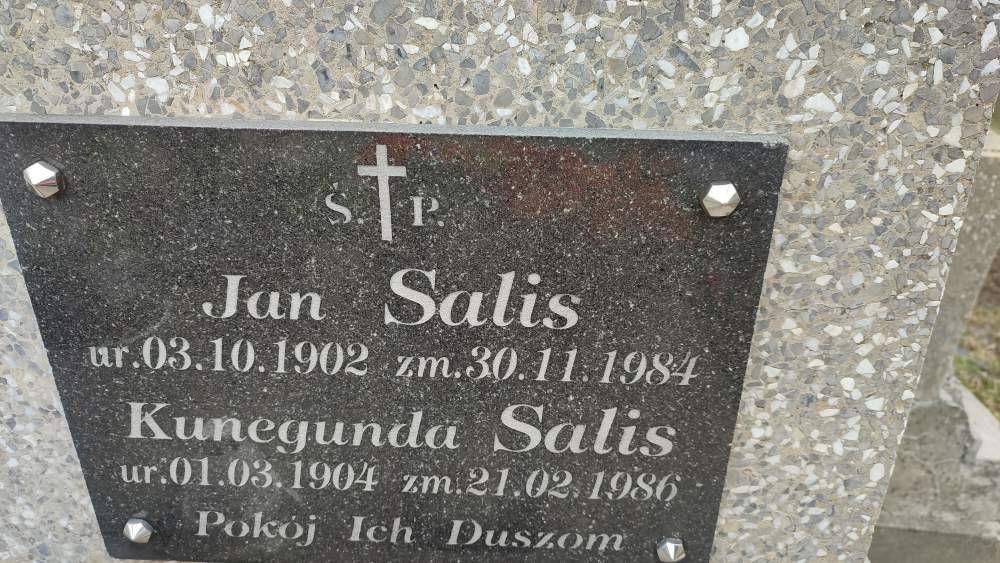 Ś. P.
Jan Salis
ur.03.10.1902 zm.30.11.1984
Kunegunda Salis
ur.01.03.1904 zm.21.02.1986
Pokój Ich Duszom